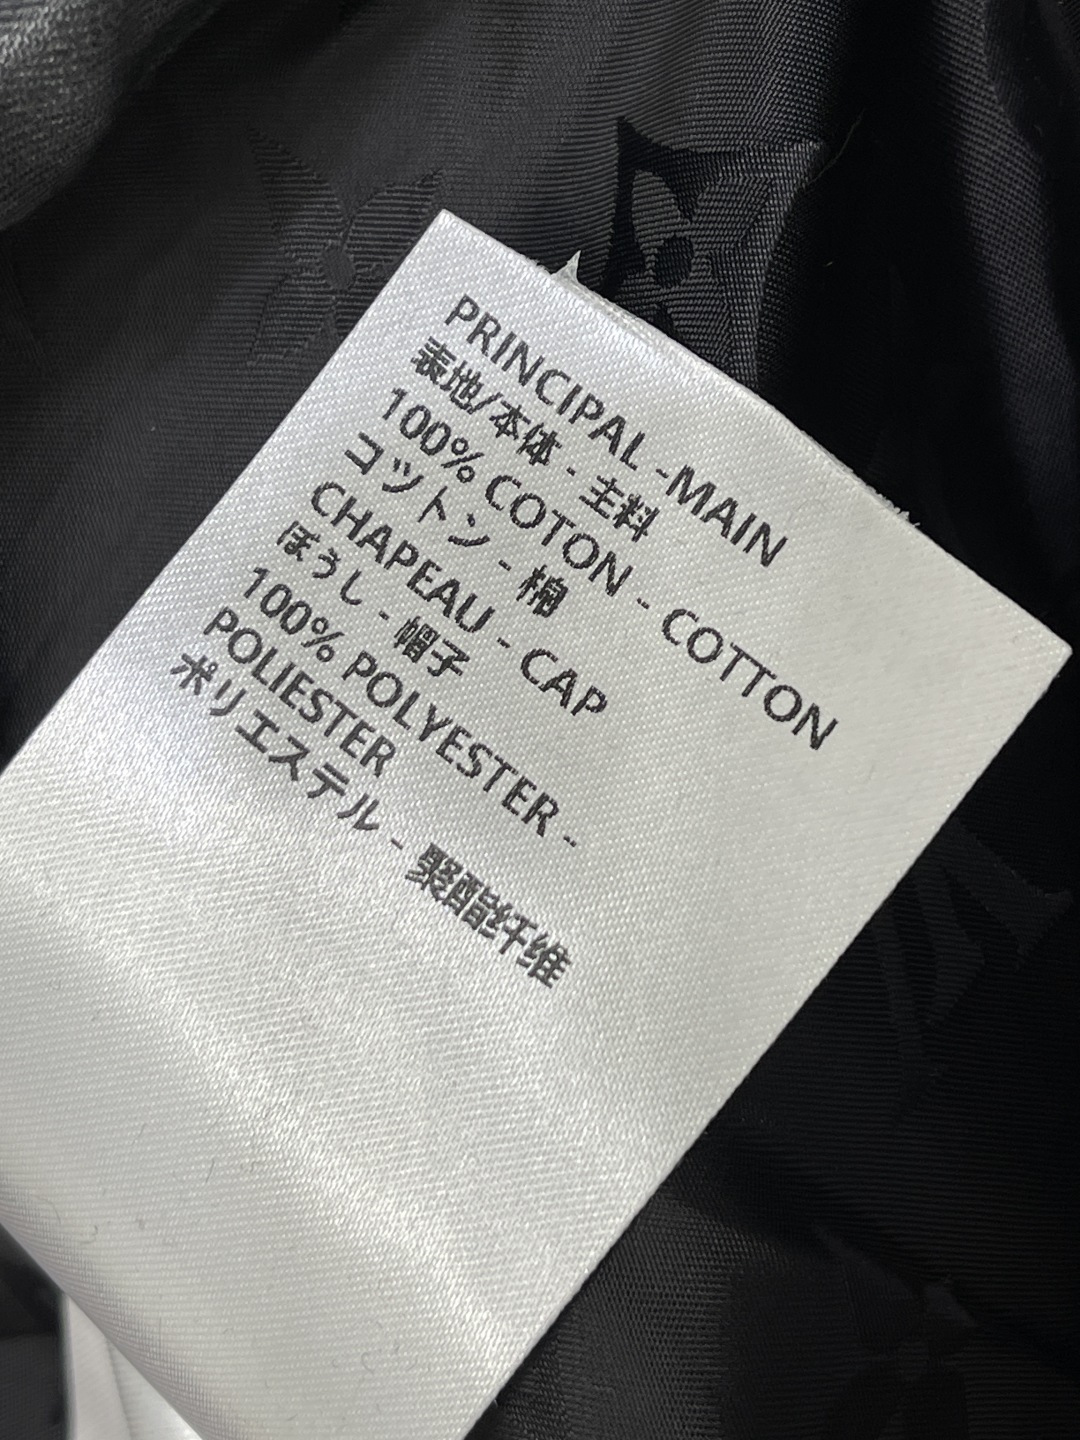 PRINCIPAL -MAIN
表地/本体 - 主料
100% COTON - COTTON
コツトン - 棉
CHAPEAU - CAP
ぼうし - 帽子
100% POLYESTER -
POLIESTER
ポリエステル - 聚酯纤维